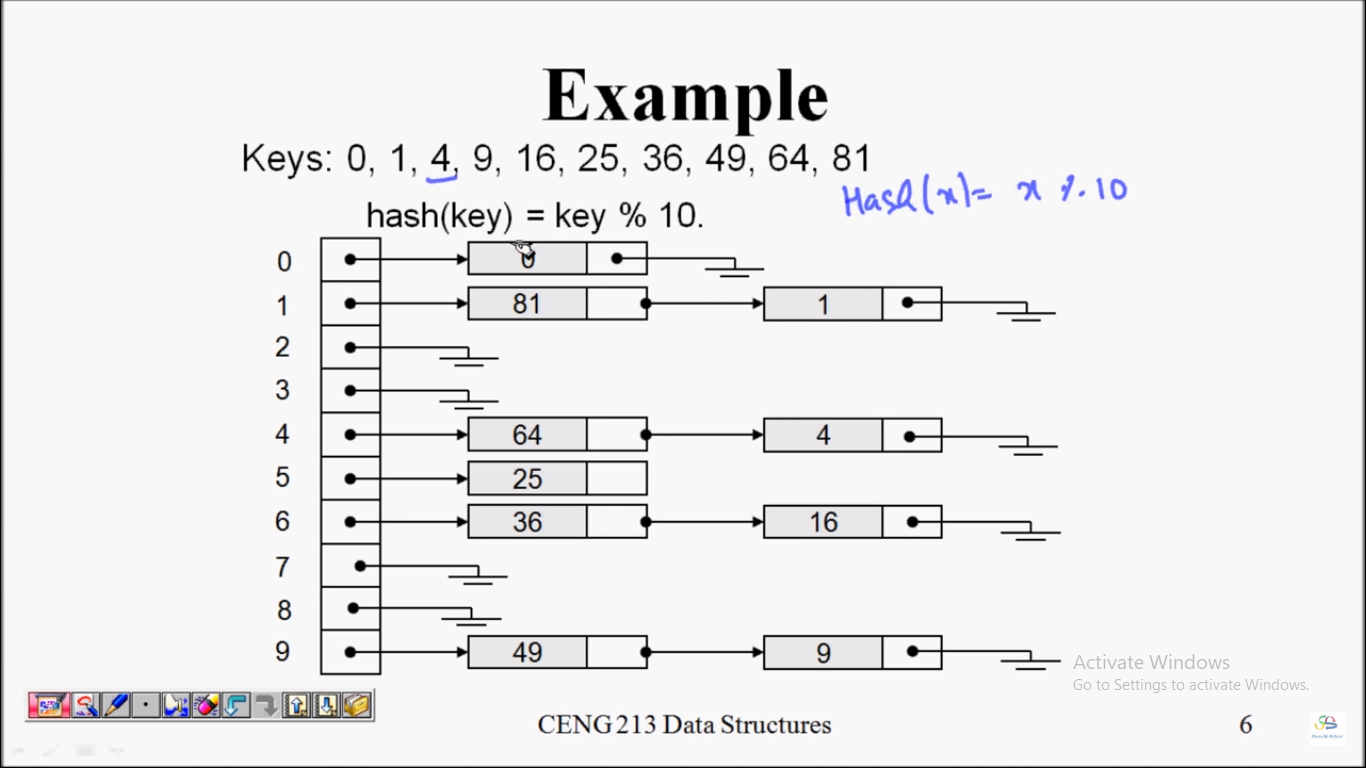 Example
Keys: 0, 1, 4, 9, 16, 25, 36, 49, 64, 81
Hash(x)= x %. 10
hash(key) = key % 10.
0 0
1 81 1
2
3
4 64 4
5 25
6 36 16
7
8
9 49 9
Activate Windows
Go to Settings to activate Windows.
CENG 213 Data Structures
6